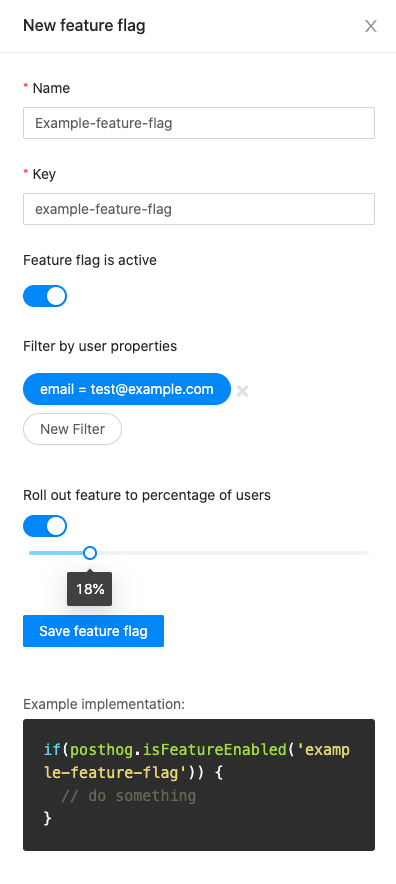 New feature flag
* Name
Example-feature-flag
* Key
example-feature-flag
Feature flag is active
Filter by user properties
email = test@example.com
New Filter
Roll out feature to percentage of users
18%
Save feature flag
Example implementation:
if(posthog.isFeatureEnabled('examp
le-feature-flag')) {
// do something
}